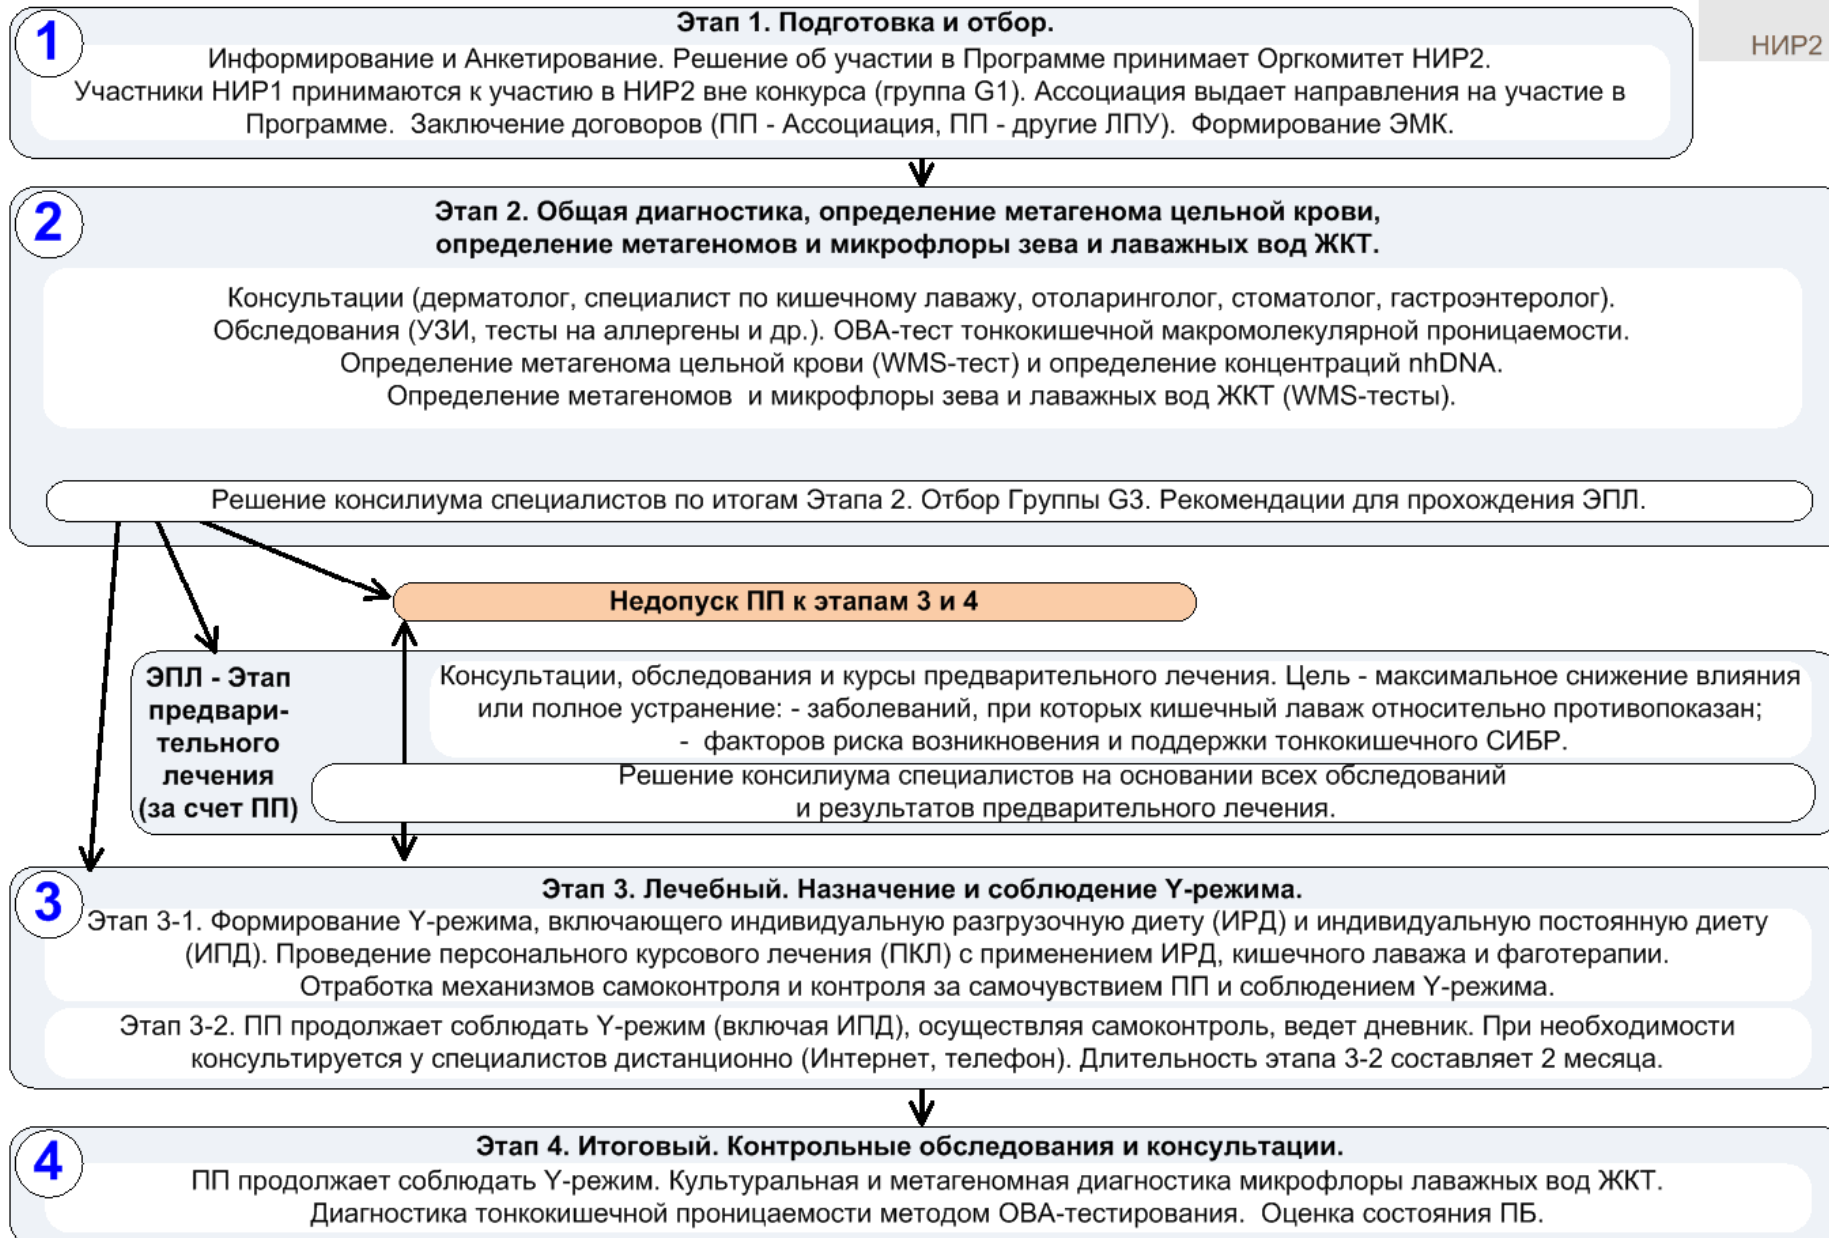 1
Этап 1. Подготовка и отбор.
НИР2
Информирование и Анкетирование. Решение об участии в Программе принимает Оргкомитет НИР2.
Участники НИР1 принимаются к участию в НИР2 вне конкурса (группа G1). Ассоциация выдает направления на участие в
Программе. Заключение договоров (ПП - Ассоциация, ПП - другие ЛПУ). Формирование ЭМК.
2
Этап 2. Общая диагностика, определение метагенома цельной крови,
определение метагеномов и микрофлоры зева и лаважных вод ЖКТ.
Консультации (дерматолог, специалист по кишечному лаважу, отоларинголог, стоматолог, гастроэнтеролог).
Обследования (УЗИ, тесты на аллергены и др.). ОВА-тест тонкокишечной макромолекулярной проницаемости.
Определение метагенома цельной крови (WMS-тест) и определение концентраций nhDNA.
Определение метагеномов и микрофлоры зева и лаважных вод ЖКТ (WMS-тесты).
Решение консилиума специалистов по итогам Этапа 2. Отбор Группы G3. Рекомендации для прохождения ЭПЛ.
Недопуск ПП к этапам 3 и 4
ЭПЛ - Этап
предвари-
тельного
лечения
(за счет ПП)
Консультации, обследования и курсы предварительного лечения. Цель - максимальное снижение влияния
или полное устранение: - заболеваний, при которых кишечный лаваж относительно противопоказан;
- факторов риска возникновения и поддержки тонкокишечного СИБР.
Решение консилиума специалистов на основании всех обследований
и результатов предварительного лечения.
3
Этап 3. Лечебный. Назначение и соблюдение Y-режима.
Этап 3-1. Формирование Y-режима, включающего индивидуальную разгрузочную диету (ИРД) и индивидуальную постоянную диету
(ИПД). Проведение персонального курсового лечения (ПКЛ) с применением ИРД, кишечного лаважа и фаготерапии.
Отработка механизмов самоконтроля и контроля за самочувствием ПП и соблюдением Y-режима.
Этап 3-2. ПП продолжает соблюдать Y-режим (включая ИПД), осуществляя самоконтроль, ведет дневник. При необходимости
консультируется у специалистов дистанционно (Интернет, телефон). Длительность этапа 3-2 составляет 2 месяца.
4
Этап 4. Итоговый. Контрольные обследования и консультации.
ПП продолжает соблюдать Y-режим. Культуральная и метагеномная диагностика микрофлоры лаважных вод ЖКТ.
Диагностика тонкокишечной проницаемости методом ОВА-тестирования. Оценка состояния ПБ.